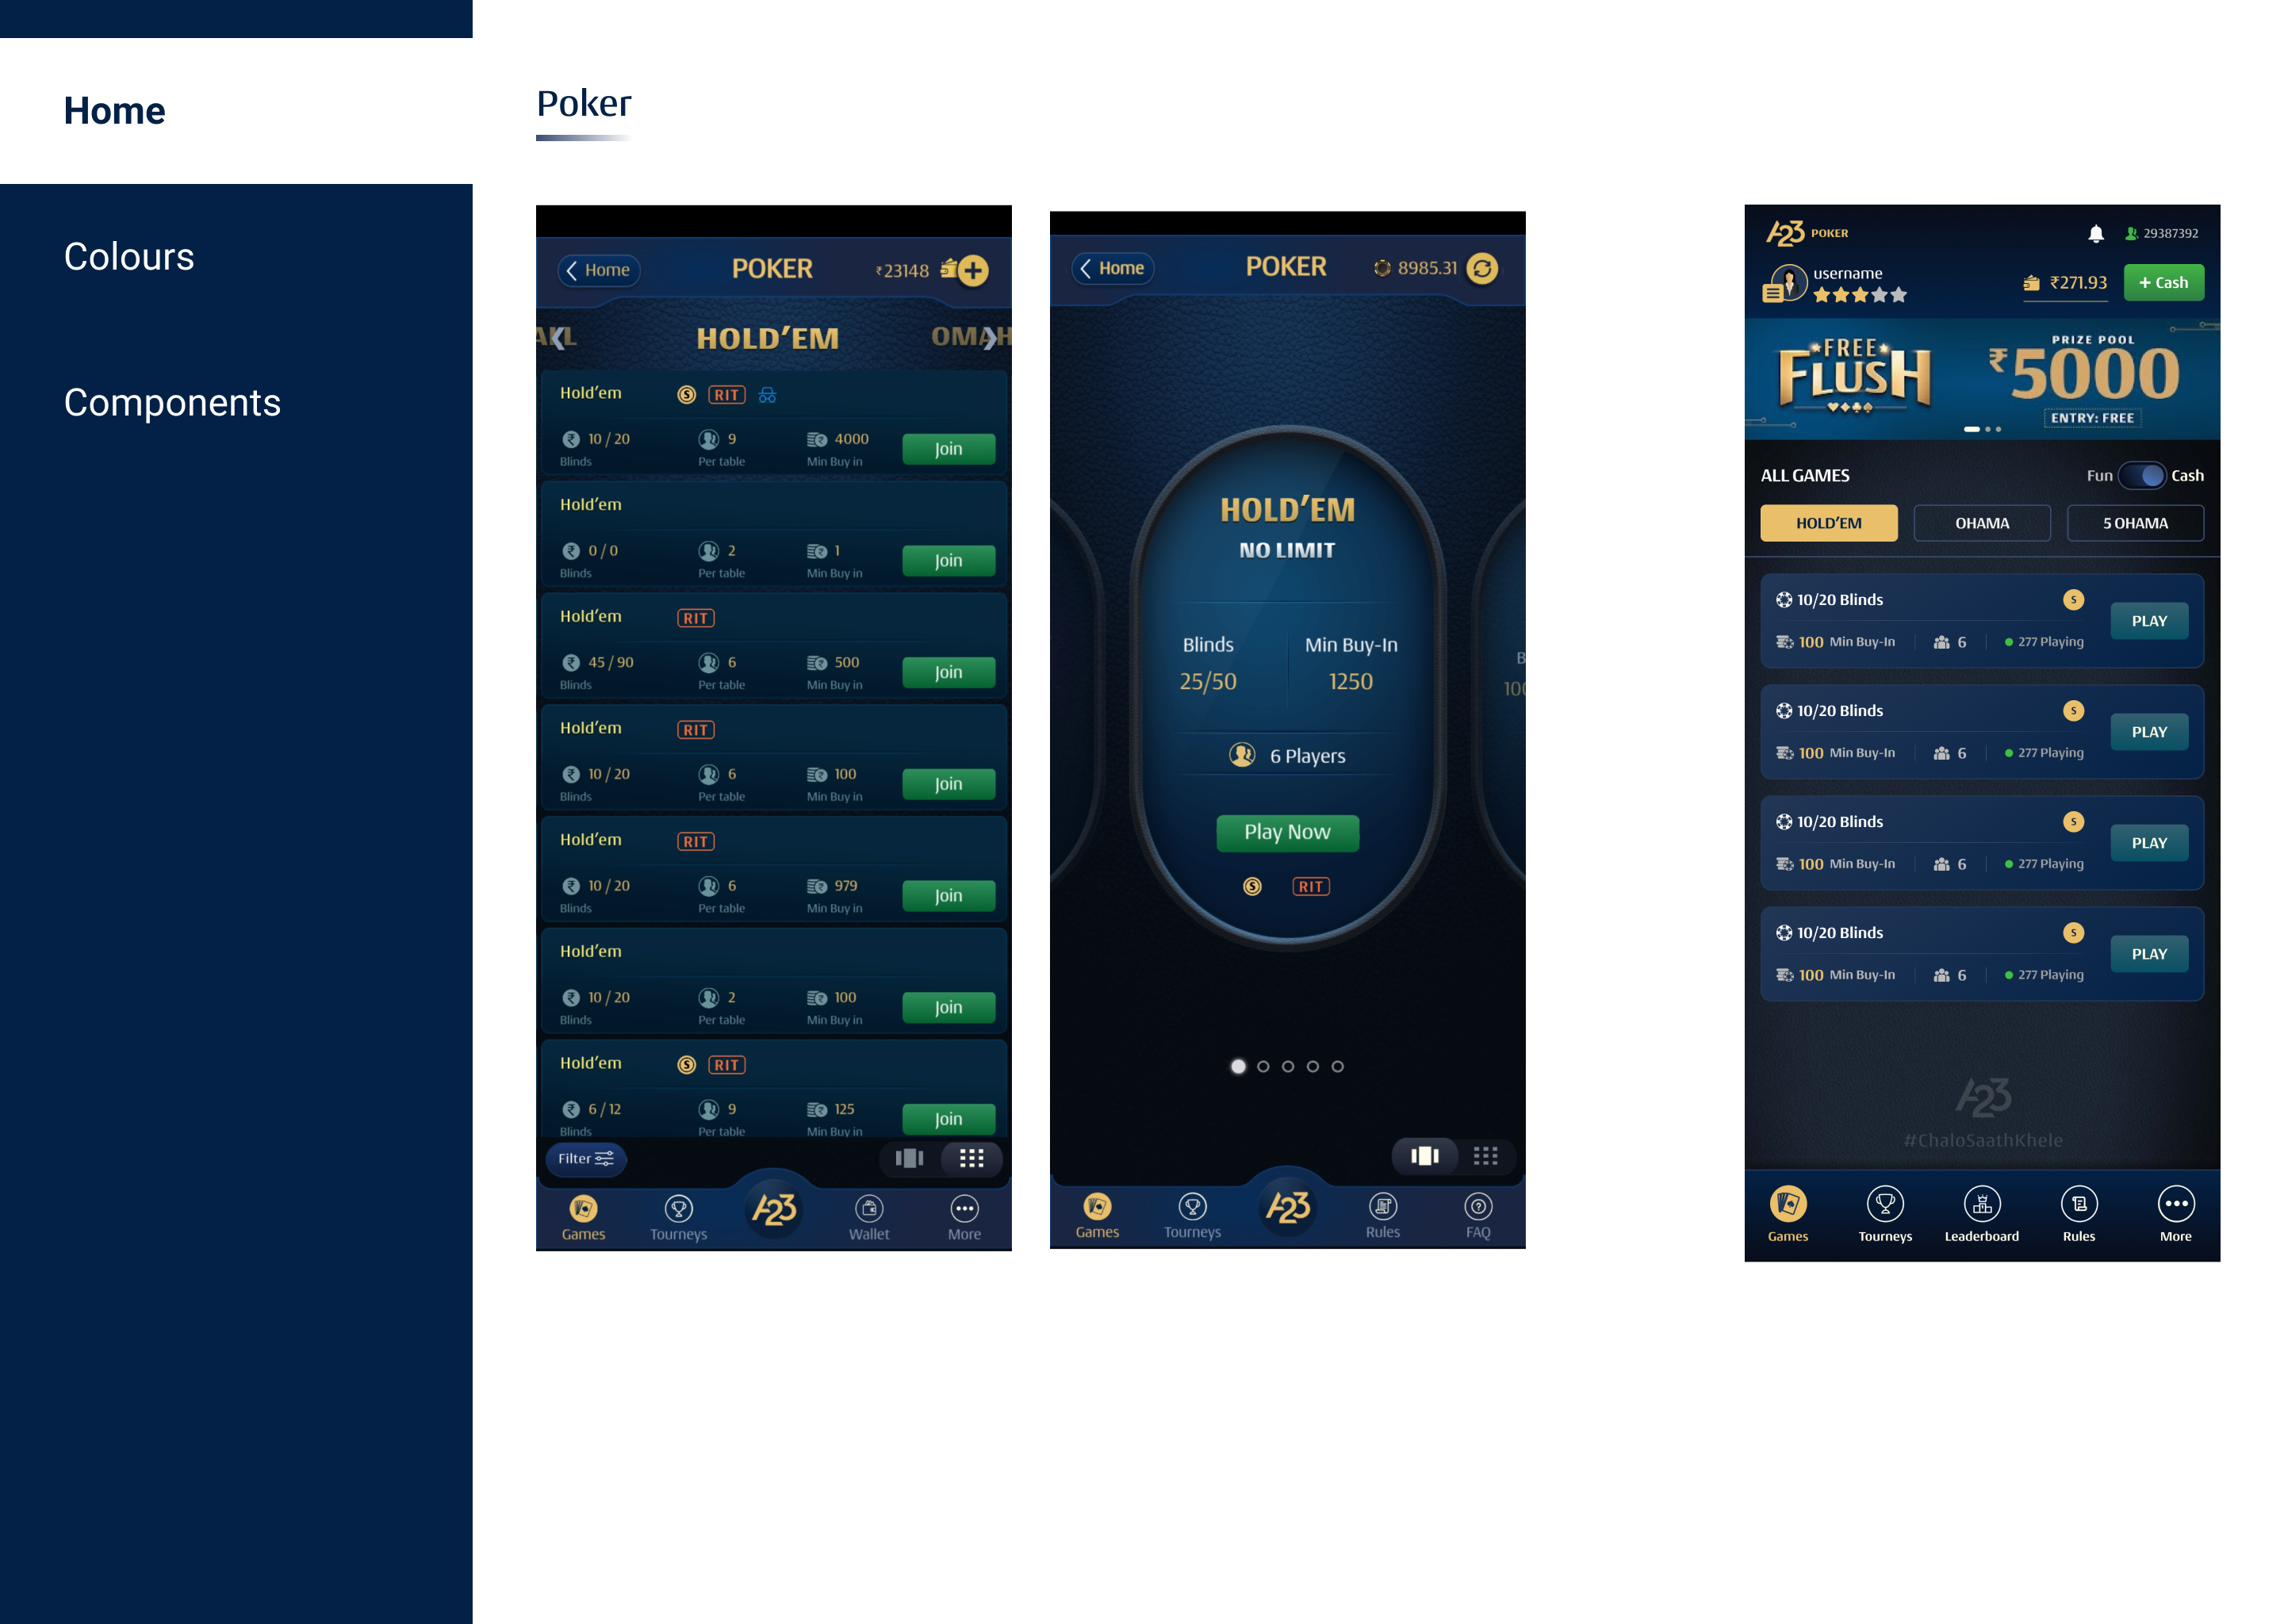 Home
Colours
Components
Poker
Home
POKER
₹23148
HOLD'EM
Hold'em RIT
10 / 20 9 4000
Blinds Per table Min Buy in
Join
Hold'em
0 / 0 2 1
Blinds Per table Min Buy in
Join
Hold'em RIT
45 / 90 6 500
Blinds Per table Min Buy in
Join
Hold'em RIT
10 / 20 6 100
Blinds Per table Min Buy in
Join
Hold'em RIT
10 / 20 6 979
Blinds Per table Min Buy in
Join
Hold'em
10 / 20 2 100
Blinds Per table Min Buy in
Join
Hold'em S RIT
6 / 12 9 125
Blinds Per table Min Buy in
Join
Filter
Games Tourneys A23 Wallet More
Home
POKER
8985.31
HOLD'EM
NO LIMIT
Blinds Min Buy-In
25/50 1250
6 Players
Play Now
S RIT
Games Tourneys A23 Rules FAQ
A23 POKER
29387392
username
₹271.93
+ Cash
FREE
FLUSH
PRIZE POOL
₹5000
ENTRY: FREE
ALL GAMES
Fun Cash
HOLD'EM OHAMA 5 OHAMA
10/20 Blinds S
100 Min Buy-In 6 277 Playing
PLAY
10/20 Blinds S
100 Min Buy-In 6 277 Playing
PLAY
10/20 Blinds S
100 Min Buy-In 6 277 Playing
PLAY
10/20 Blinds S
100 Min Buy-In 6 277 Playing
PLAY
A23
#ChaloSaathKhele
Games Tourneys Leaderboard Rules More